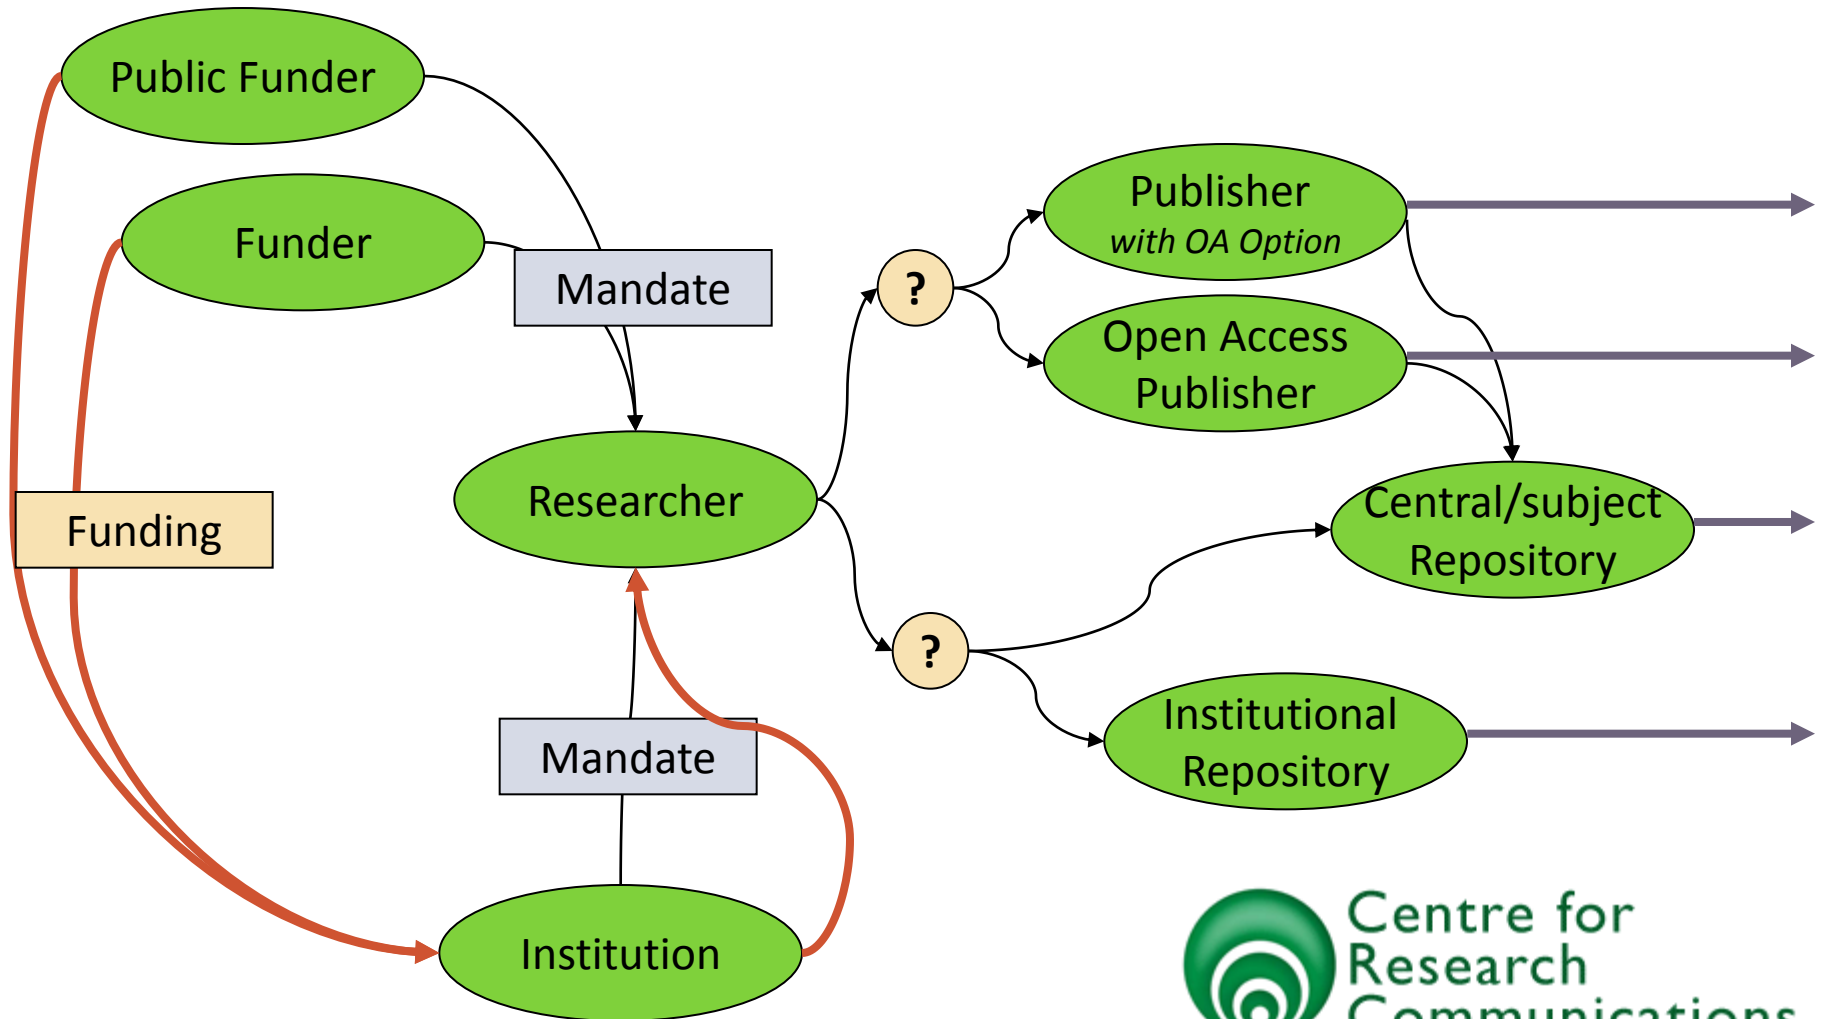 Public Funder
Funder
Mandate
Publisher
with OA Option
?
Open Access
Publisher
Researcher
Funding
Central/subject
Repository
?
Institutional
Repository
Mandate
Institution
Centre for
Research
Communications